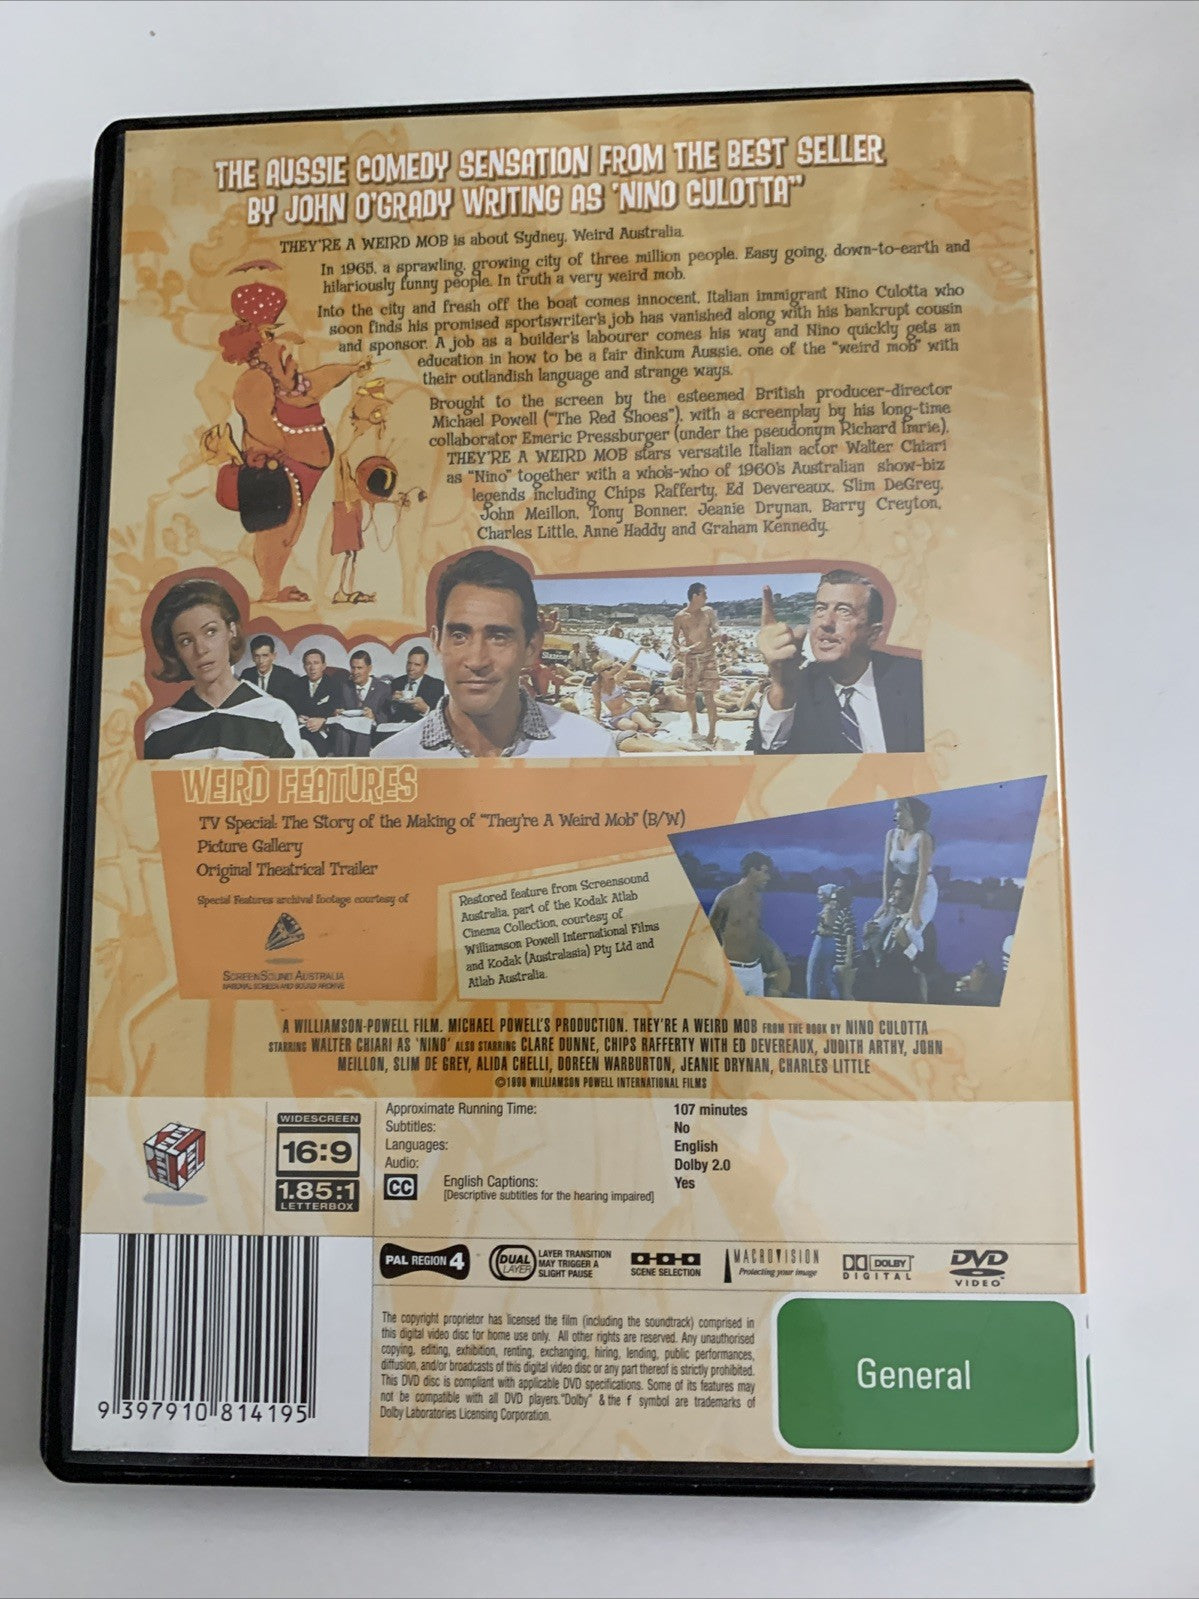 THE AUSSIE COMEDY SENSATION FROM THE BEST SELLER
BY JOHN O'GRADY WRITING AS 'NINO CULOTTA"
THEY'RE A WEIRD MOB is about Sydney. Weird Australia.
In 1965, a sprawling, growing city of three million people. Easy going, down-to-earth and
hilariously funny people. In truth a very weird mob.
Into the city and fresh off the boat comes innocent, Italian immigrant Nino Culotta who
soon finds his promised sportswriter's job has vanished along with his bankrupt cousin
and sponsor. A job as a builder's labourer comes his way and Nino quickly gets an
education in how to be a fair dinkum Aussie, one of the "weird mob" with
their outlandish language and strange ways.
Brought to the screen by the esteemed British producer-director
Michael Powell ("The Red Shoes"), with a screenplay by his long-time
collaborator Emeric Pressburger (under the pseudonym Richard Imrie).
THEY'RE A WEIRD MOB stars versatile Italian actor Walter Chiari
as "Nino" together with a who's-who of 1960's Australian show-biz
legends including Chips Rafferty, Ed Devereaux, Slim DeGrey,
John Meillon, Tony Bonner, Jeanie Drynan, Barry Creyton,
Charles Little, Anne Haddy and Graham Kennedy.
WEIRD FEATURES
TV Special: The Story of the Making of "They're A Weird Mob" (B/W)
Picture Gallery
Original Theatrical Trailer
Special Features archival footage courtesy of
SCREENSOUND AUSTRALIA
NATIONAL SCREEN AND SOUND ARCHIVE
Restored feature from Screensound
Australia, part of the Kodak Atlab
Cinema Collection, courtesy of
Williamson Powell International Films
and Kodak (Australasia) Pty Ltd and
Atlab Australia.
A WILLIAMSON-POWELL FILM. MICHAEL POWELL'S PRODUCTION. THEY'RE A WEIRD MOB FROM THE BOOK BY NINO CULOTTA
STARRING WALTER CHIARI AS 'NINO' ALSO STARRING CLARE DUNNE, CHIPS RAFFERTY WITH ED DEVEREAUX, JUDITH ARTHY, JOHN
MEILLON, SLIM DE GREY, ALIDA CHELLI, DOREEN WARBURTON, JEANIE DRYNAN, CHARLES LITTLE
©1998 WILLIAMSON POWELL INTERNATIONAL FILMS
WIDESCREEN
16:9
1.85:1
LETTERBOX
Approximate Running Time: 107 minutes
Subtitles: No
Languages: English
Audio: Dolby 2.0
CC English Captions: Yes
[Descriptive subtitles for the hearing impaired]
PAL REGION 4
DUAL LAYER
LAYER TRANSITION
MAY TRIGGER A
SLIGHT PAUSE
SCENE SELECTION
MACROVISION
Protecting your image
DOLBY
DIGITAL
DVD
VIDEO
The copyright proprietor has licensed the film (including the soundtrack) comprised in
this digital video disc for home use only. All other rights are reserved. Any unauthorised
copying, editing, exhibition, renting, exchanging, hiring, lending, public performances,
diffusion, and/or broadcasts of this digital video disc or any part thereof is strictly prohibited.
This DVD disc is compliant with applicable DVD specifications. Some of its features may
not be compatible with all DVD players."Dolby" & the f symbol are trademarks of
Dolby Laboratories Licensing Corporation.
General
9 397910 814195